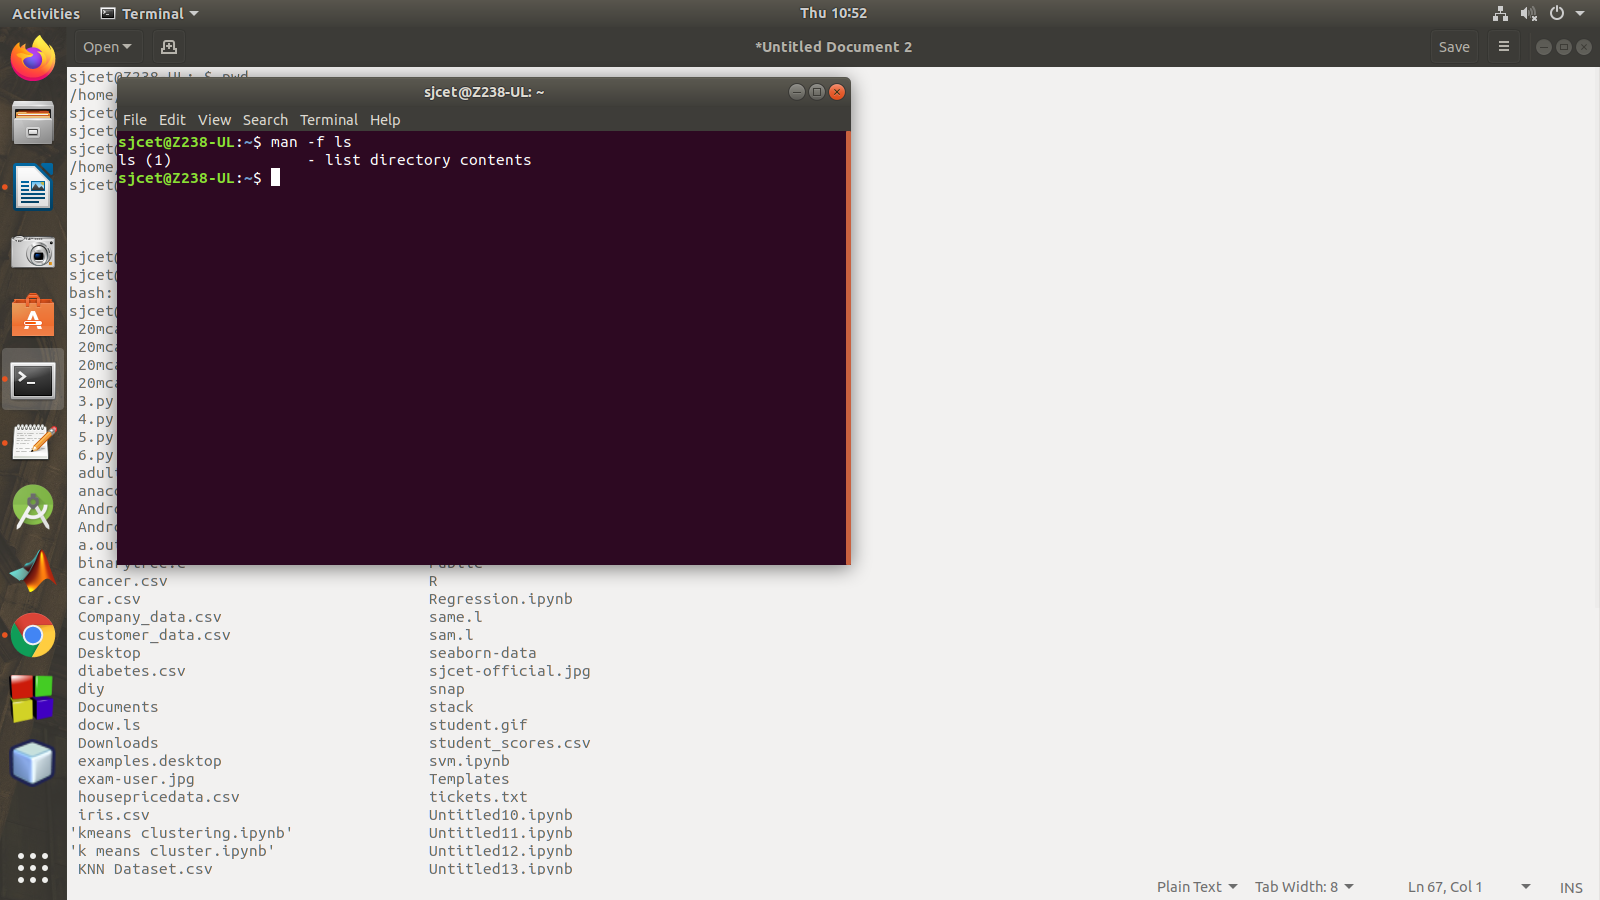 Activities
Terminal
Thu 10:52
Open
*Untitled Document 2
Save
sjcet@Z238-UL: ~
File Edit View Search Terminal Help
sjcet@Z238-UL:~$ man -f ls
ls (1)               - list directory contents
sjcet@Z238-UL:~$
/home
sjcet@
sjcet@
sjcet
/home
sjcet@
sjcet@
sjcet@
bash:
sjcet@
20mca
20mca
20mca
20mca
3.py
4.py
5.py
6.py
adul
anaco
Andro
Andro
a.ou
cancer.csv R
car.csv Regression.ipynb
Company_data.csv same.l
customer_data.csv sam.l
Desktop seaborn-data
diabetes.csv sjcet-official.jpg
diy snap
Documents stack
docw.ls student.gif
Downloads student_scores.csv
examples.desktop svm.ipynb
exam-user.jpg Templates
housepricedata.csv tickets.txt
iris.csv Untitled10.ipynb
'kmeans clustering.ipynb' Untitled11.ipynb
'k means cluster.ipynb' Untitled12.ipynb
KNN Dataset.csv Untitled13.ipynb
Plain Text Tab Width: 8 Ln 67, Col 1 INS